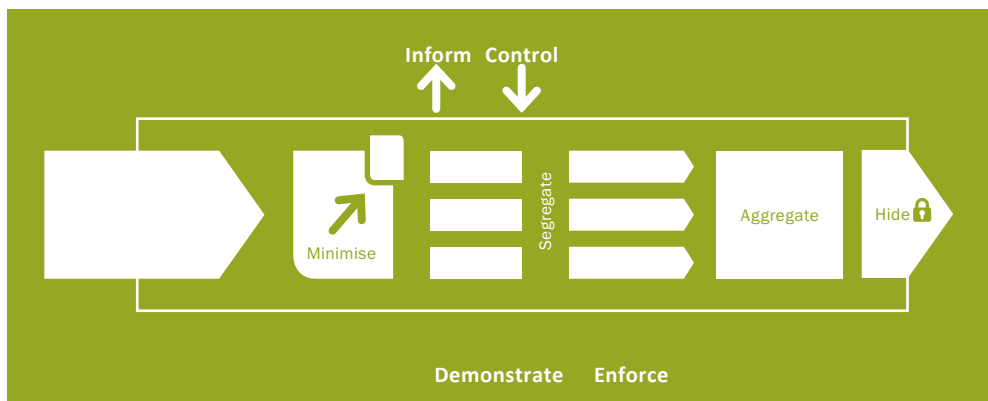 Inform Control
Minimise
Segregate
Aggregate
Hide
Demonstrate Enforce